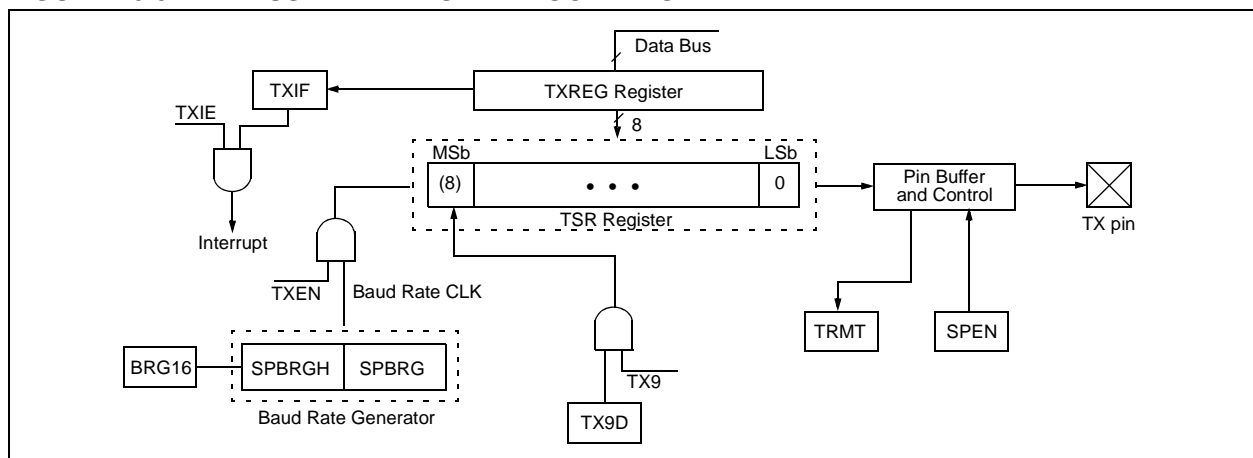 Data Bus
TXIF
TXREG Register
TXIE
8
MSb
LSb
(8)
• • •
0
TSR Register
Pin Buffer
and Control
TX pin
Interrupt
TXEN
Baud Rate CLK
TRMT
SPEN
BRG16
SPBRGH
SPBRG
TX9
Baud Rate Generator
TX9D